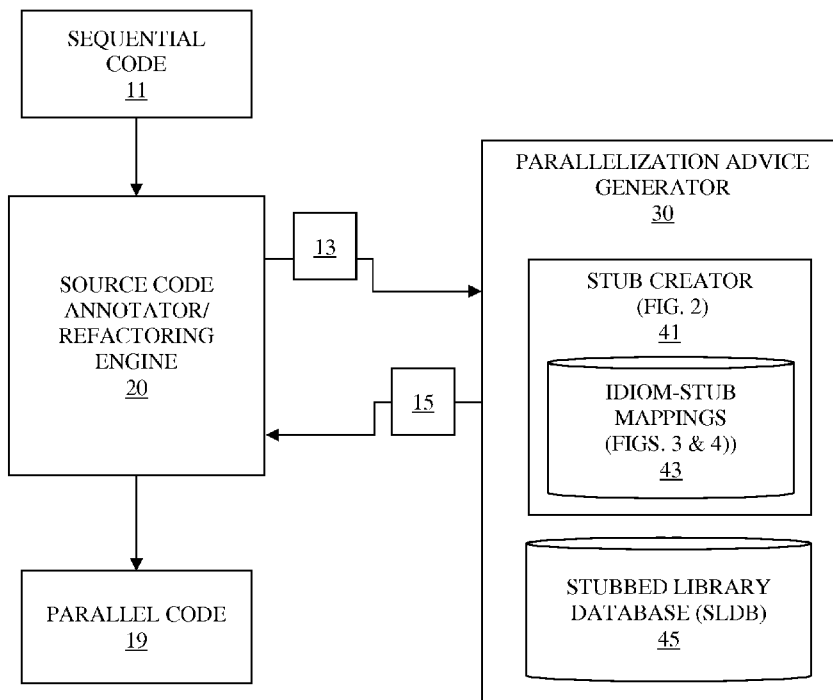 SEQUENTIAL
CODE
11
SOURCE CODE
ANNOTATOR/
REFACTORING
ENGINE
20
13
15
PARALLEL CODE
19
PARALLELIZATION ADVICE
GENERATOR
30
STUB CREATOR
(FIG. 2)
41
IDIOM-STUB
MAPPINGS
(FIGS. 3 & 4))
43
STUBBED LIBRARY
DATABASE (SLDB)
45